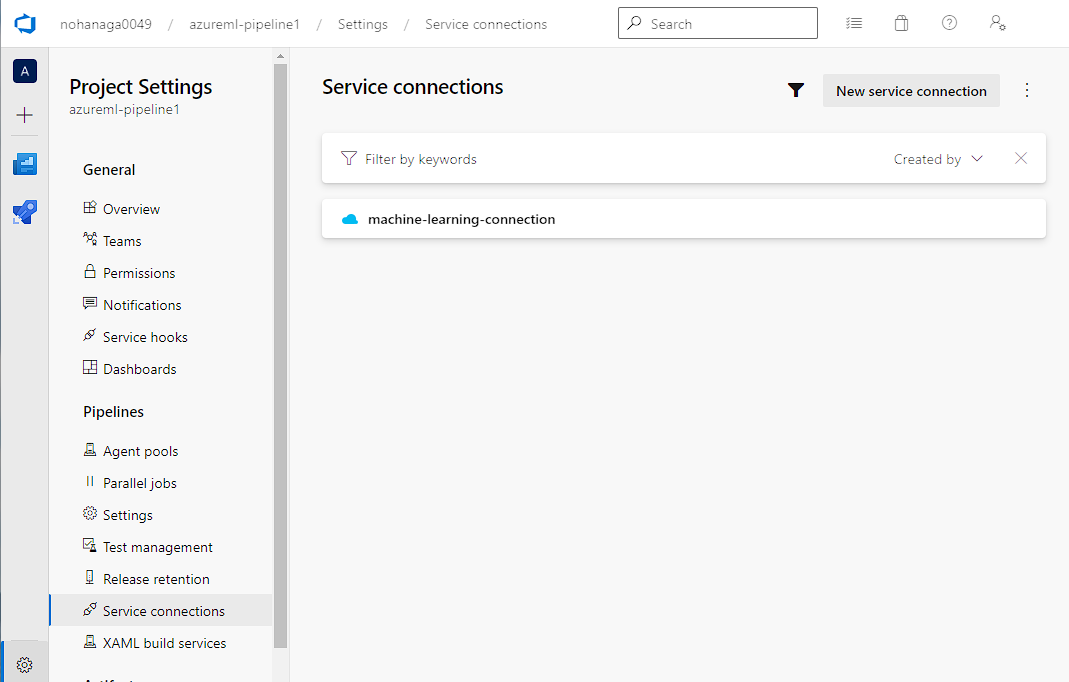 nohanaga0049 / azureml-pipeline1 / Settings / Service connections
Search
A
Project Settings
azureml-pipeline1
General
Overview
Teams
Permissions
Notifications
Service hooks
Dashboards
Pipelines
Agent pools
Parallel jobs
Settings
Test management
Release retention
Service connections
XAML build services
Service connections
New service connection
Filter by keywords
Created by
machine-learning-connection